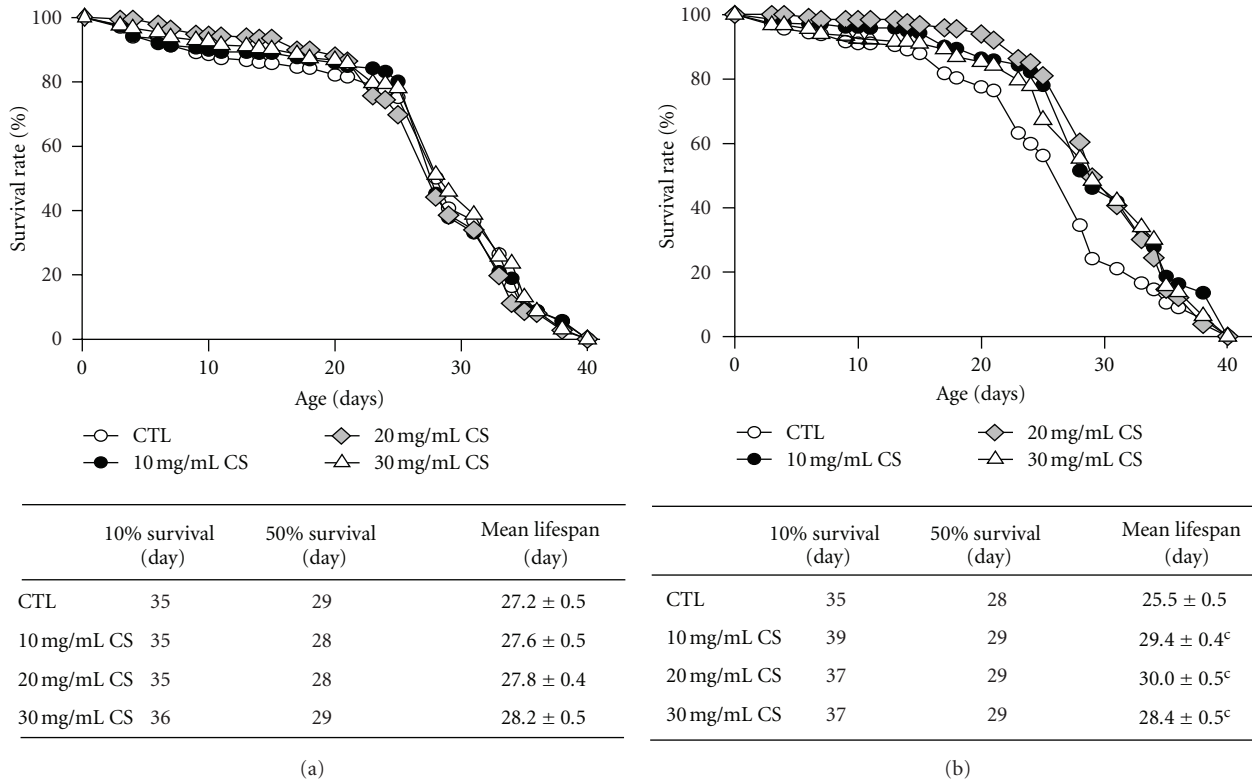 100
80
60
40
20
0
Survival rate (%)
0 10 20 30 40
Age (days)
CTL
10 mg/mL CS
20 mg/mL CS
30 mg/mL CS
10% survival (day) 50% survival (day) Mean lifespan (day)
CTL 35 29 27.2 ± 0.5
10 mg/mL CS 35 28 27.6 ± 0.5
20 mg/mL CS 35 28 27.8 ± 0.4
30 mg/mL CS 36 29 28.2 ± 0.5
(a)
100
80
60
40
20
0
Survival rate (%)
0 10 20 30 40
Age (days)
CTL
10 mg/mL CS
20 mg/mL CS
30 mg/mL CS
10% survival (day) 50% survival (day) Mean lifespan (day)
CTL 35 28 25.5 ± 0.5
10 mg/mL CS 39 29 29.4 ± 0.4ᶜ
20 mg/mL CS 37 29 30.0 ± 0.5ᶜ
30 mg/mL CS 37 29 28.4 ± 0.5ᶜ
(b)